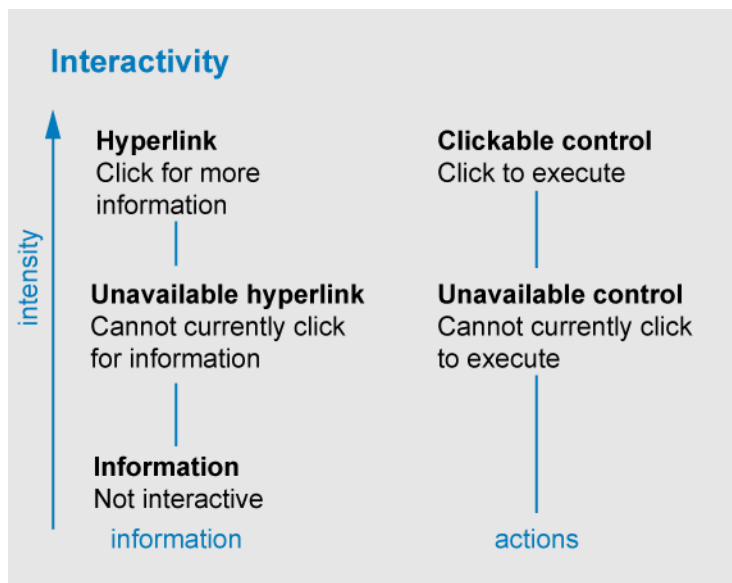 Interactivity
intensity
Hyperlink
Click for more
information
Unavailable hyperlink
Cannot currently click
for information
Information
Not interactive
information
Clickable control
Click to execute
Unavailable control
Cannot currently click
to execute
actions